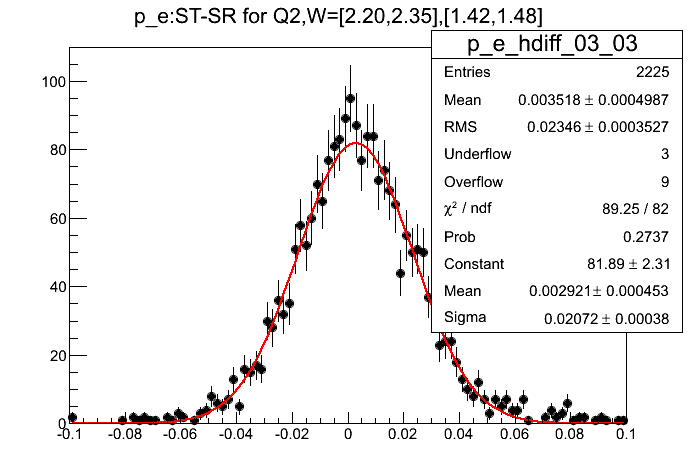 p_e:ST-SR for Q2,W=[2.20,2.35],[1.42,1.48]
p_e_hdiff_03_03
Entries 2225
Mean 0.003518 ± 0.0004987
RMS 0.02346 ± 0.0003527
Underflow 3
Overflow 9
χ² / ndf 89.25 / 82
Prob 0.2737
Constant 81.89 ± 2.31
Mean 0.002921 ± 0.000453
Sigma 0.02072 ± 0.00038
100
80
60
40
20
0
-0.1 -0.08 -0.06 -0.04 -0.02 0 0.02 0.04 0.06 0.08 0.1